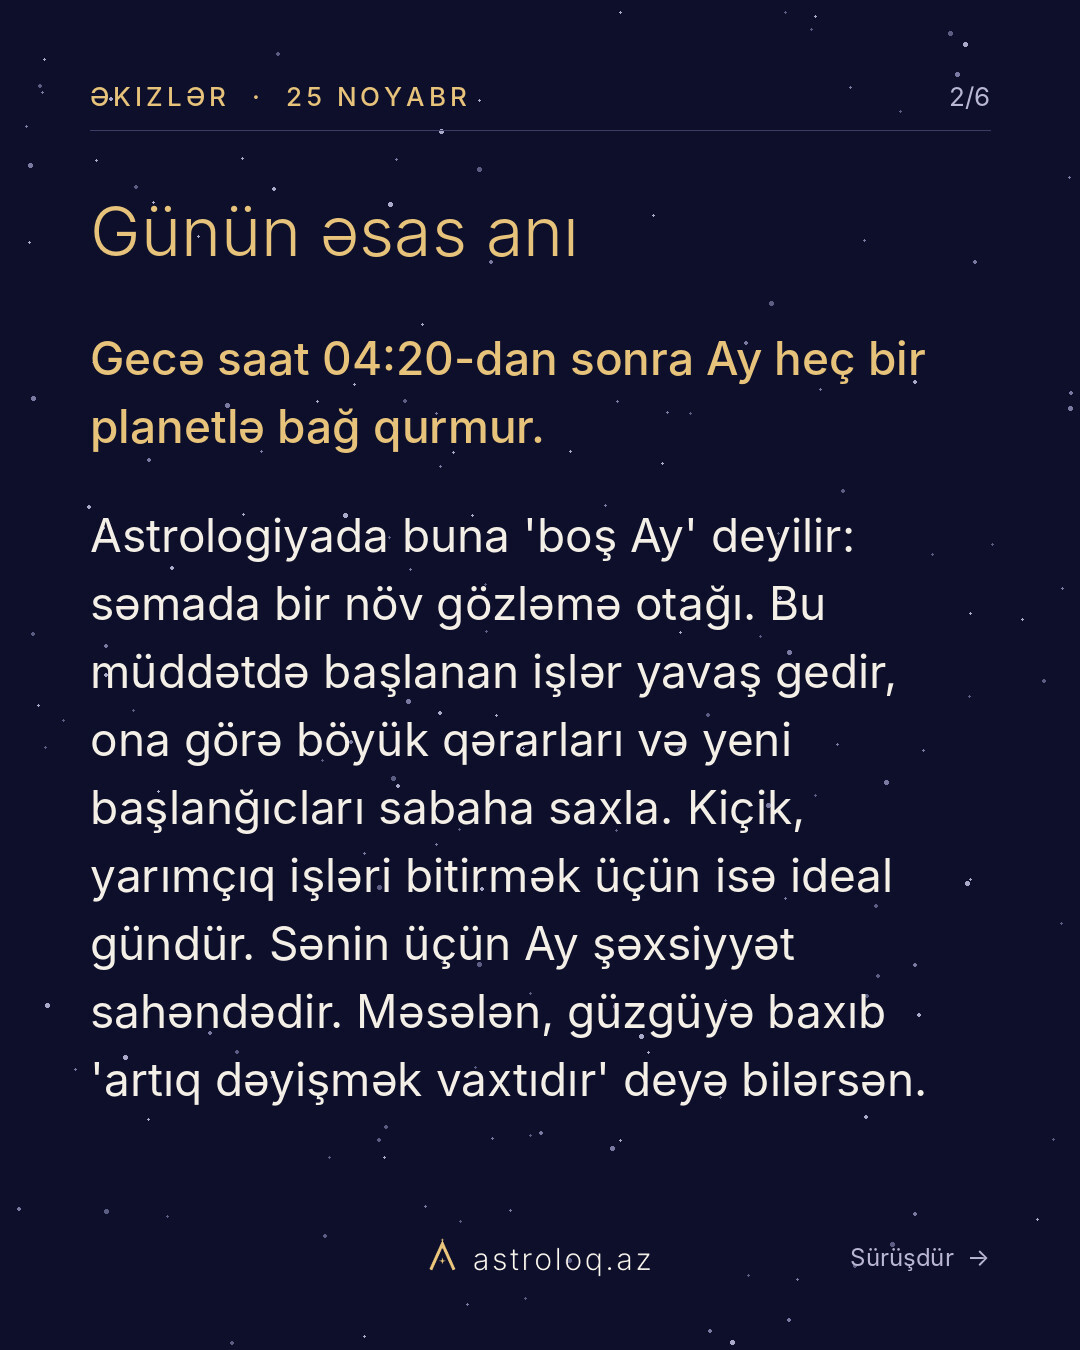 ƏKIZLƏR · 25 NOYABR
2/6
Günün əsas anı
Gecə saat 04:20-dan sonra Ay heç bir
planetlə bağ qurmur.
Astrologiyada buna 'boş Ay' deyilir:
səmada bir növ gözləmə otağı. Bu
müddətdə başlanan işlər yavaş gedir,
ona görə böyük qərarları və yeni
başlanğıcları sabaha saxla. Kiçik,
yarımçıq işləri bitirmək üçün isə ideal
gündür. Sənin üçün Ay şəxsiyyət
sahəndədir. Məsələn, güzgüyə baxıb
'artıq dəyişmək vaxtıdır' deyə bilərsən.
astroloq.az
Sürüşdür →